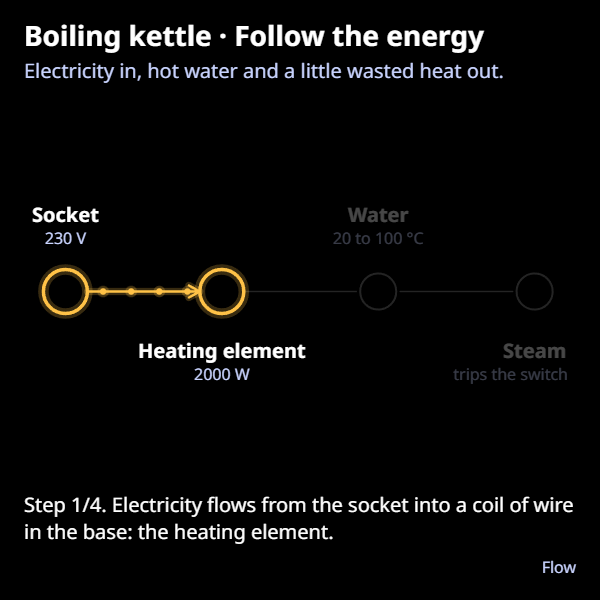 Boiling kettle · Follow the energy
Electricity in, hot water and a little wasted heat out.
Socket
230 V
Water
20 to 100 °C
Heating element
2000 W
Steam
trips the switch
Step 1/4. Electricity flows from the socket into a coil of wire
in the base: the heating element.
Flow